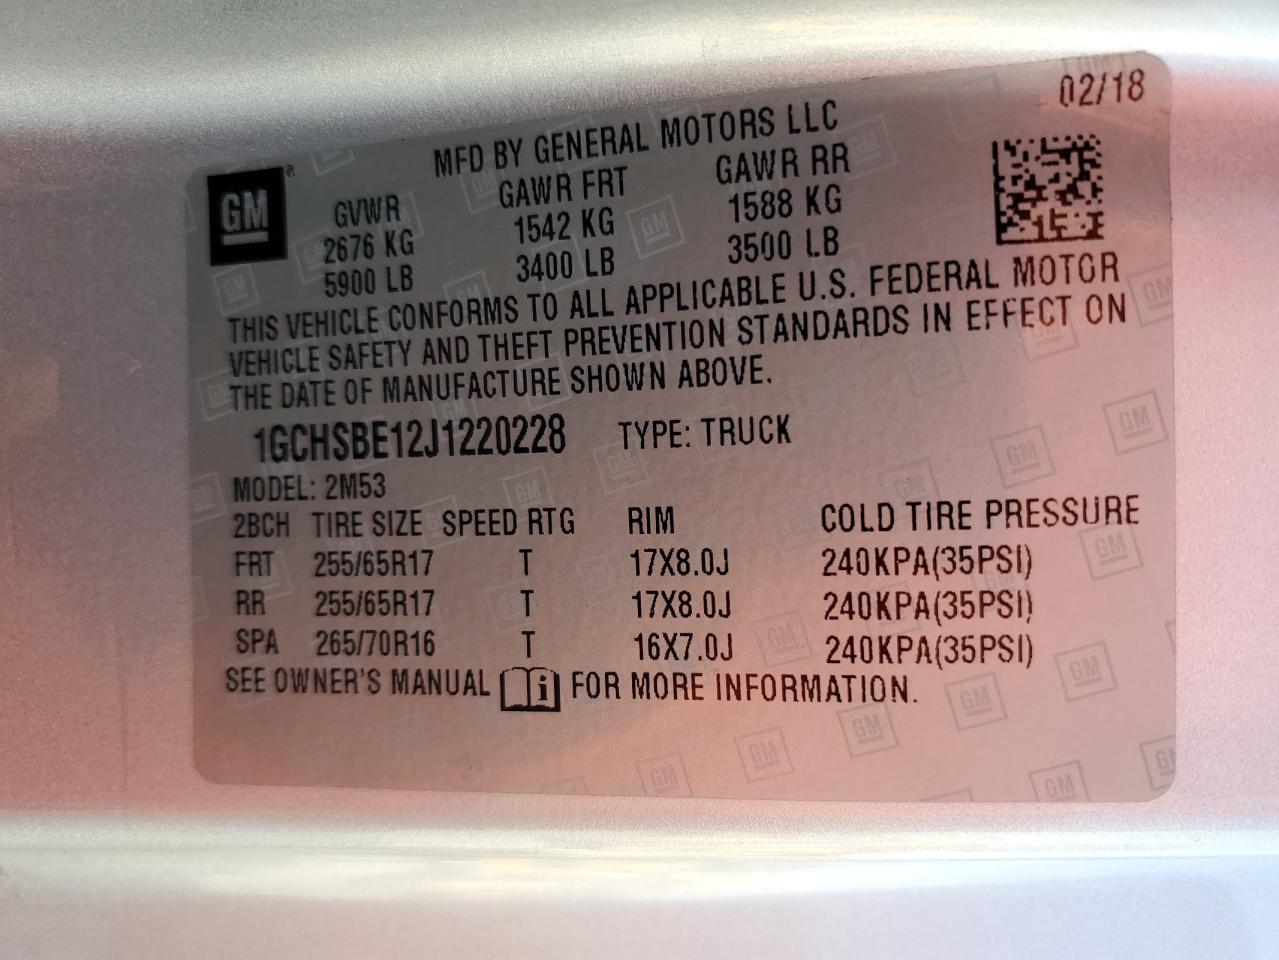 02/18
MFD BY GENERAL MOTORS LLC
GM ®
GVWR GAWR FRT GAWR RR
2676 KG 1542 KG 1588 KG
5900 LB 3400 LB 3500 LB
THIS VEHICLE CONFORMS TO ALL APPLICABLE U.S. FEDERAL MOTOR
VEHICLE SAFETY AND THEFT PREVENTION STANDARDS IN EFFECT ON
THE DATE OF MANUFACTURE SHOWN ABOVE.
1GCHSBE12J1220228 TYPE: TRUCK
MODEL: 2M53
2BCH TIRE SIZE SPEED RTG RIM COLD TIRE PRESSURE
FRT 255/65R17 T 17X8.0J 240KPA(35PSI)
RR 255/65R17 T 17X8.0J 240KPA(35PSI)
SPA 265/70R16 T 16X7.0J 240KPA(35PSI)
SEE OWNER'S MANUAL i FOR MORE INFORMATION.